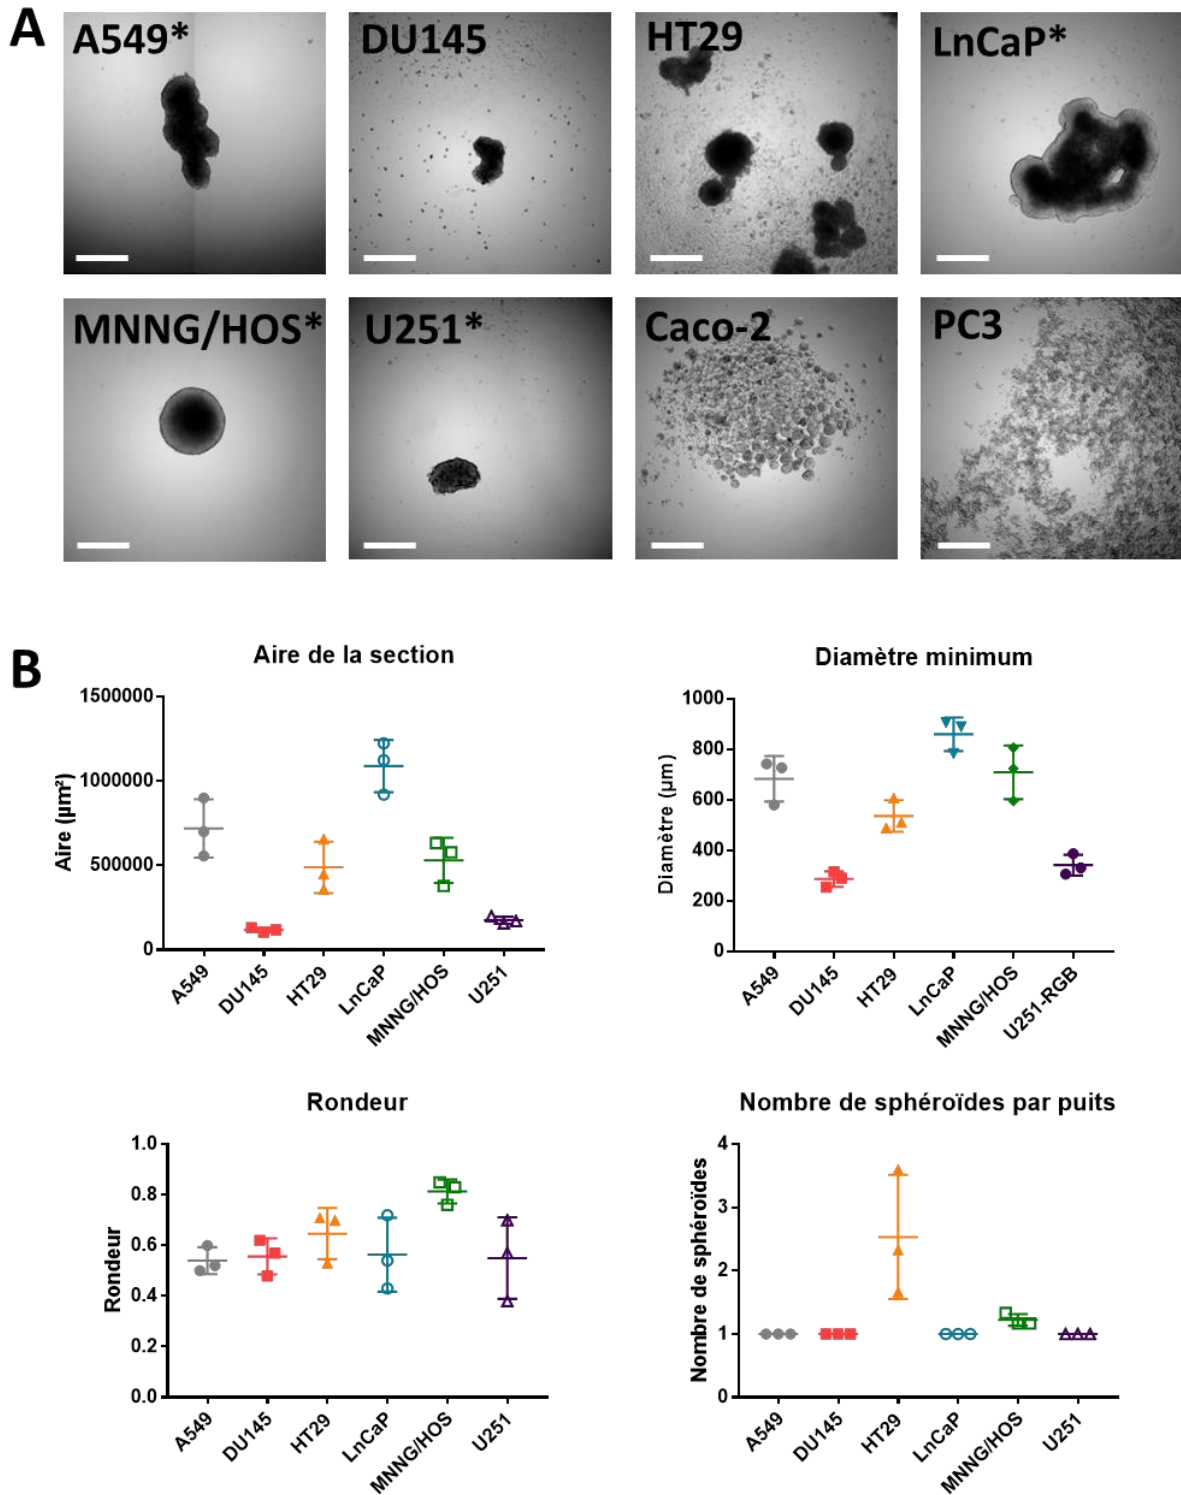 A
A549*
DU145
HT29
LnCaP*
MNNG/HOS*
U251*
Caco-2
PC3
B
Aire de la section
Aire (µm²)
1500000
1000000
500000
0
A549
DU145
HT29
LnCaP
MNNG/HOS
U251
Diamètre minimum
Diamètre (µm)
1000
800
600
400
200
0
A549
DU145
HT29
LnCaP
MNNG/HOS
U251-RGB
Rondeur
Rondeur
1.0
0.8
0.6
0.4
0.2
0.0
A549
DU145
HT29
LnCaP
MNNG/HOS
U251
Nombre de sphéroïdes par puits
Nombre de sphéroïdes
4
3
2
1
0
A549
DU145
HT29
LnCaP
MNNG/HOS
U251